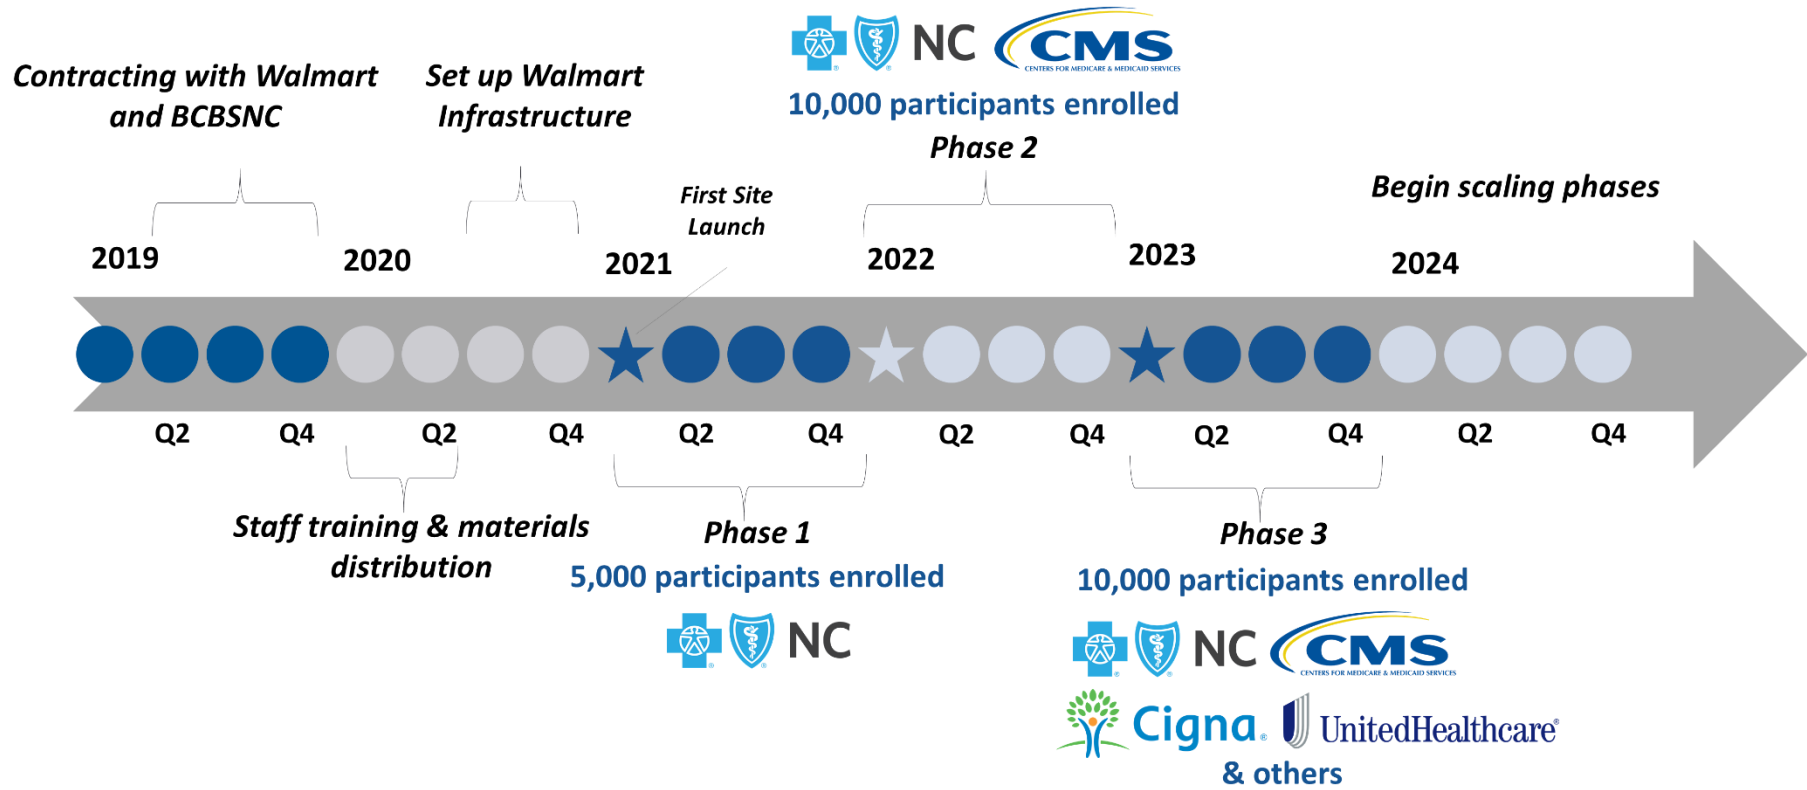 NC
CMS
CENTERS FOR MEDICARE & MEDICAID SERVICES
10,000 participants enrolled
Phase 2
Contracting with Walmart
and BCBSNC
Set up Walmart
Infrastructure
First Site
Launch
Begin scaling phases
2019
2020
2021
2022
2023
2024
Q2
Q4
Q2
Q4
Q2
Q4
Q2
Q4
Q2
Q4
Q2
Q4
Staff training & materials
distribution
Phase 1
5,000 participants enrolled
NC
Phase 3
10,000 participants enrolled
NC
CMS
CENTERS FOR MEDICARE & MEDICAID SERVICES
Cigna®
UnitedHealthcare®
& others